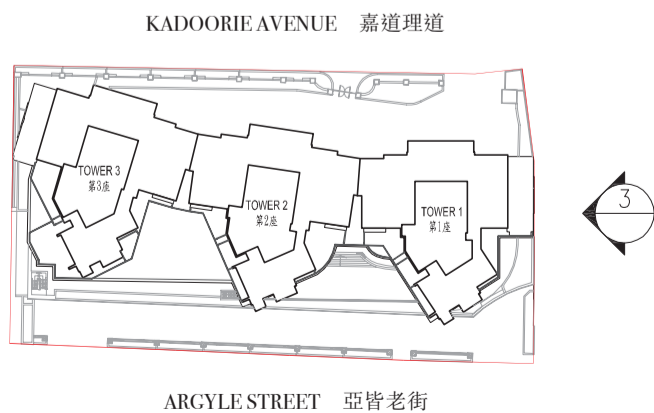 KADOORIE AVENUE 嘉道理道
TOWER 3
第3座
TOWER 2
第2座
TOWER 1
第1座
3
ARGYLE STREET 亞皆老街